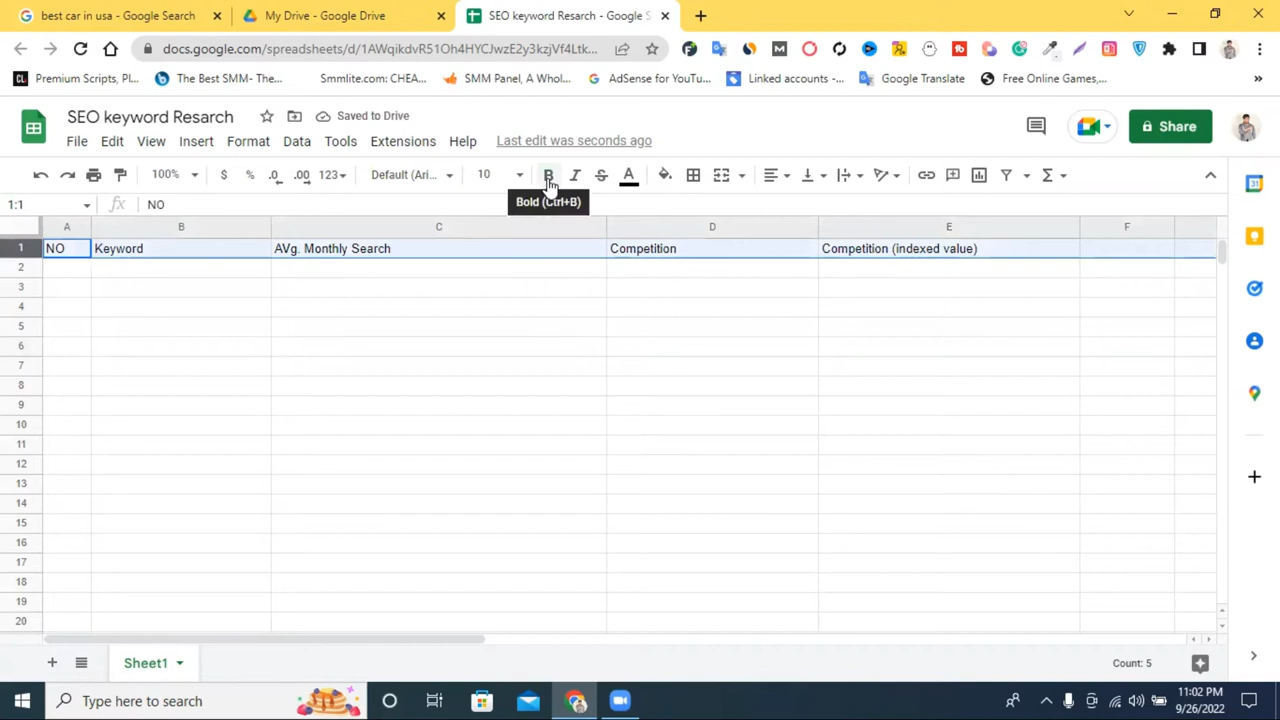 best car in usa - Google Search
My Drive - Google Drive
SEO keyword Resarch - Google S
docs.google.com/spreadsheets/d/1AWqikdvR51Oh4HYCJwzE2y3kzjVf4Ltk...
Premium Scripts, Pl...
The Best SMM- The...
Smmlite.com: CHEA...
SMM Panel, A Whol...
AdSense for YouTu...
Linked accounts -...
Google Translate
Free Online Games,...
SEO keyword Resarch
Saved to Drive
Share
File Edit View Insert Format Data Tools Extensions Help Last edit was seconds ago
100% $ % .0 .00 123 Default (Ari... 10 B I S A
1:1 fx NO
Bold (Ctrl+B)
A B C D E F
1 NO Keyword AVg. Monthly Search Competition Competition (indexed value)
2
3
4
5
6
7
8
9
10
11
12
13
14
15
16
17
18
19
20
Sheet1
Count: 5
Type here to search
11:02 PM
9/26/2022